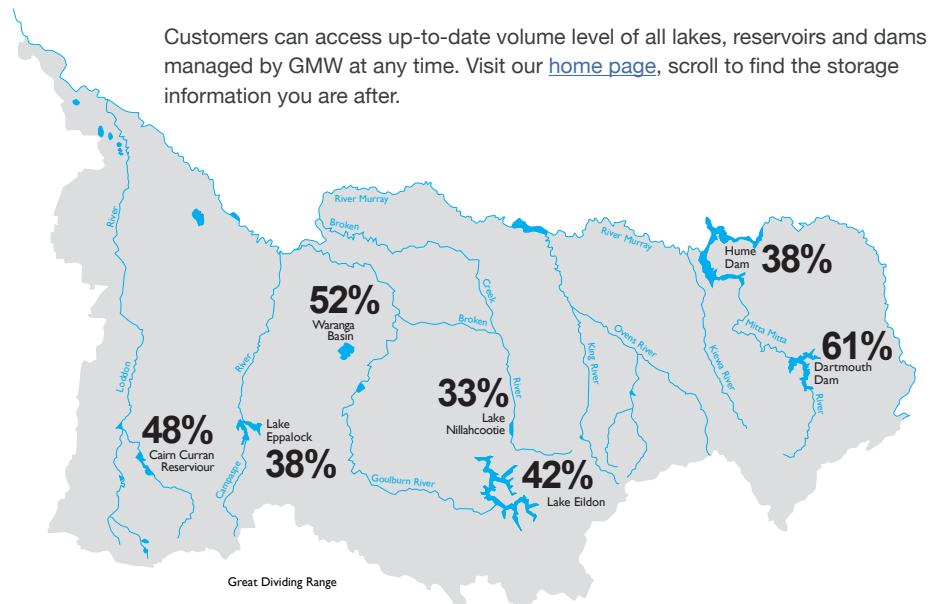 Customers can access up-to-date volume level of all lakes, reservoirs and dams
managed by GMW at any time. Visit our home page, scroll to find the storage
information you are after.
River Murray
Broken
River
River Murray
Hume
Dam
38%
Creek
52%
Waranga
Basin
Broken
Mitta Mitta
Ovens River
61%
Dartmouth
Dam
River
King River
Kiewa River
River
Loddon
33%
Lake
Nillahcootie
River
48%
Cairn Curran
Reserviour
Lake
Eppalock
38%
Campaspe
Goulburn River
42%
Lake Eildon
Great Dividing Range